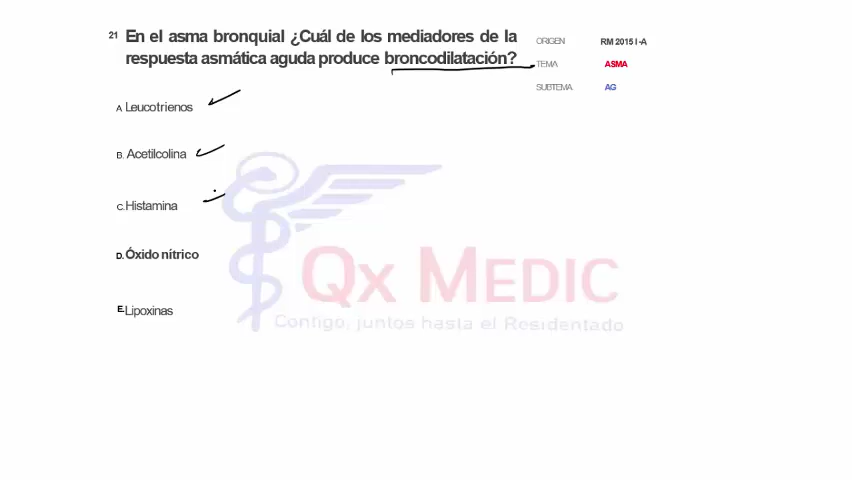 21 En el asma bronquial ¿Cuál de los mediadores de la
respuesta asmática aguda produce broncodilatación?
ORIGEN RM 2015 I -A
TEMA ASMA
SUBTEMA AG
A Leucotrienos
B. Acetilcolina
C. Histamina
D. Óxido nítrico
E. Lipoxinas
Qx MEDIC
Contigo, juntos hasta el Residentado